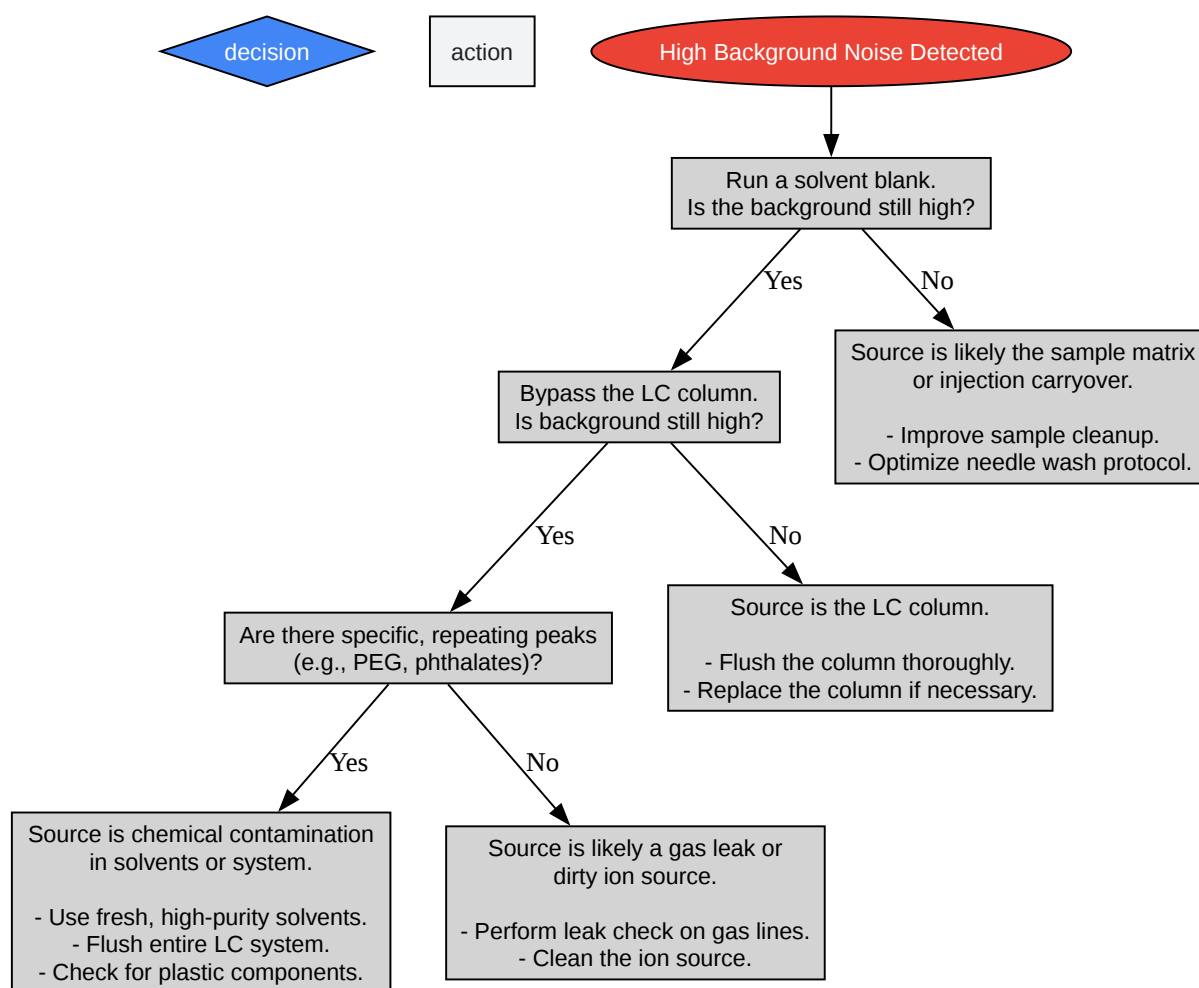 decision
action
High Background Noise Detected
Run a solvent blank.
Is the background still high?
Yes
No
Source is likely the sample matrix
or injection carryover.
- Improve sample cleanup.
- Optimize needle wash protocol.
Bypass the LC column.
Is background still high?
Yes
No
Source is the LC column.
- Flush the column thoroughly.
- Replace the column if necessary.
Are there specific, repeating peaks
(e.g., PEG, phthalates)?
Yes
No
Source is chemical contamination
in solvents or system.
- Use fresh, high-purity solvents.
- Flush entire LC system.
- Check for plastic components.
Source is likely a gas leak or
dirty ion source.
- Perform leak check on gas lines.
- Clean the ion source.